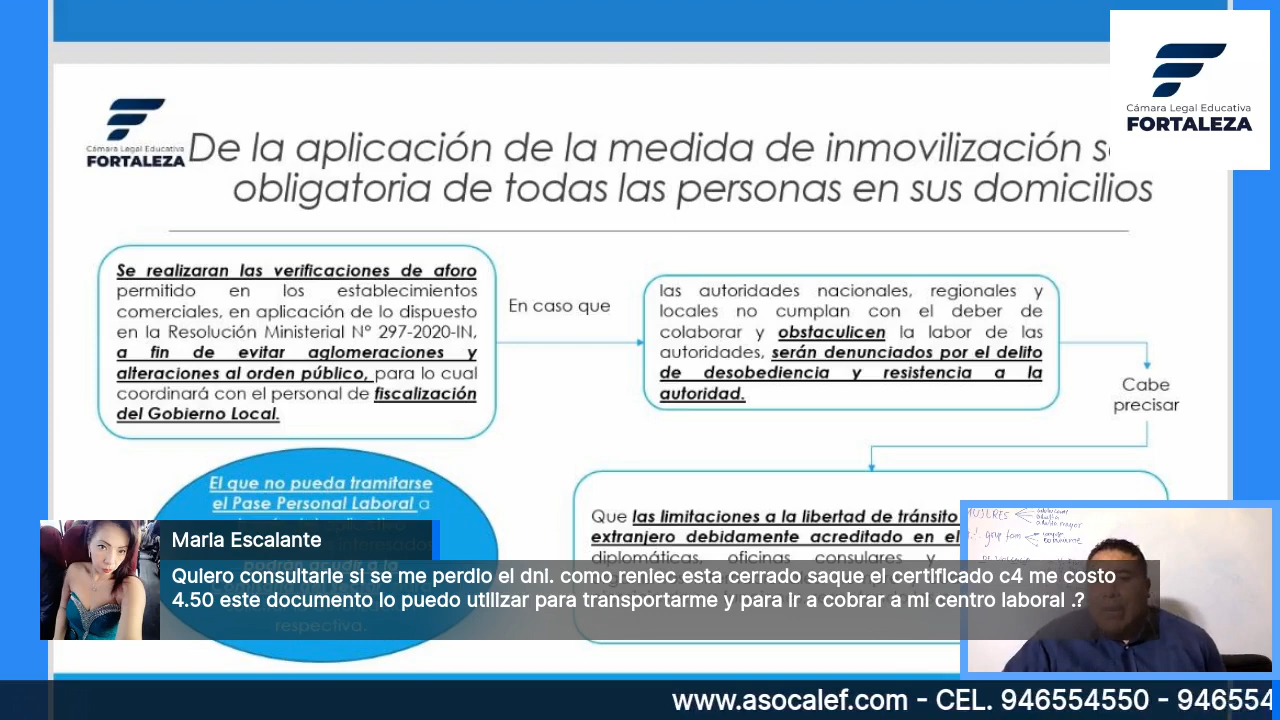 Cámara Legal Educativa
FORTALEZA
Cámara Legal Educativa
FORTALEZA
De la aplicación de la medida de inmovilización
obligatoria de todas las personas en sus domicilios
Se realizaran las verificaciones de aforo
permitido en los establecimientos
comerciales, en aplicación de lo dispuesto
en la Resolución Ministerial N° 297-2020-IN,
a fin de evitar aglomeraciones y
alteraciones al orden público, para lo cual
coordinará con el personal de fiscalización
del Gobierno Local.
En caso que
las autoridades nacionales, regionales y
locales no cumplan con el deber de
colaborar y obstaculicen la labor de las
autoridades, serán denunciados por el delito
de desobediencia y resistencia a la
autoridad.
Cabe
precisar
El que no pueda tramitarse
el Pase Personal Laboral a
respectiva.
Que las limitaciones a la libertad de tránsito
extranjero debidamente acreditado en el
diplomáticas, oficinas consulares y
MUJERES
Marla Escalante
Quiero consultarle si se me perdio el dni. como reniec esta cerrado saque el certificado c4 me costo
4.50 este documento lo puedo utilizar para transportarme y para ir a cobrar a mi centro laboral .?
www.asocalef.com - CEL. 946554550 - 946554